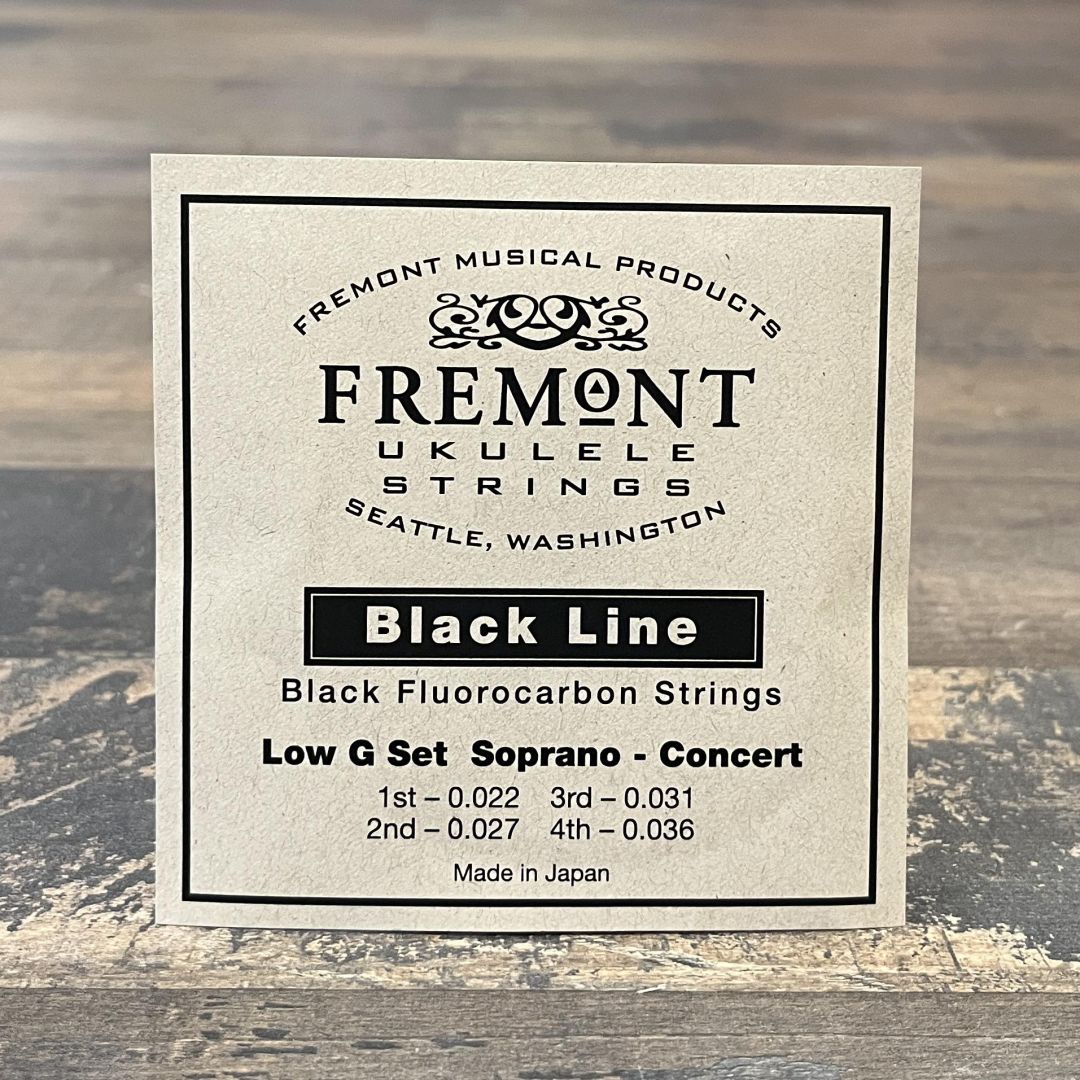 FREMONT MUSICAL PRODUCTS
FREMONT
UKULELE
STRINGS
SEATTLE, WASHINGTON
Black Line
Black Fluorocarbon Strings
Low G Set Soprano - Concert
1st – 0.022 3rd – 0.031
2nd – 0.027 4th – 0.036
Made in Japan